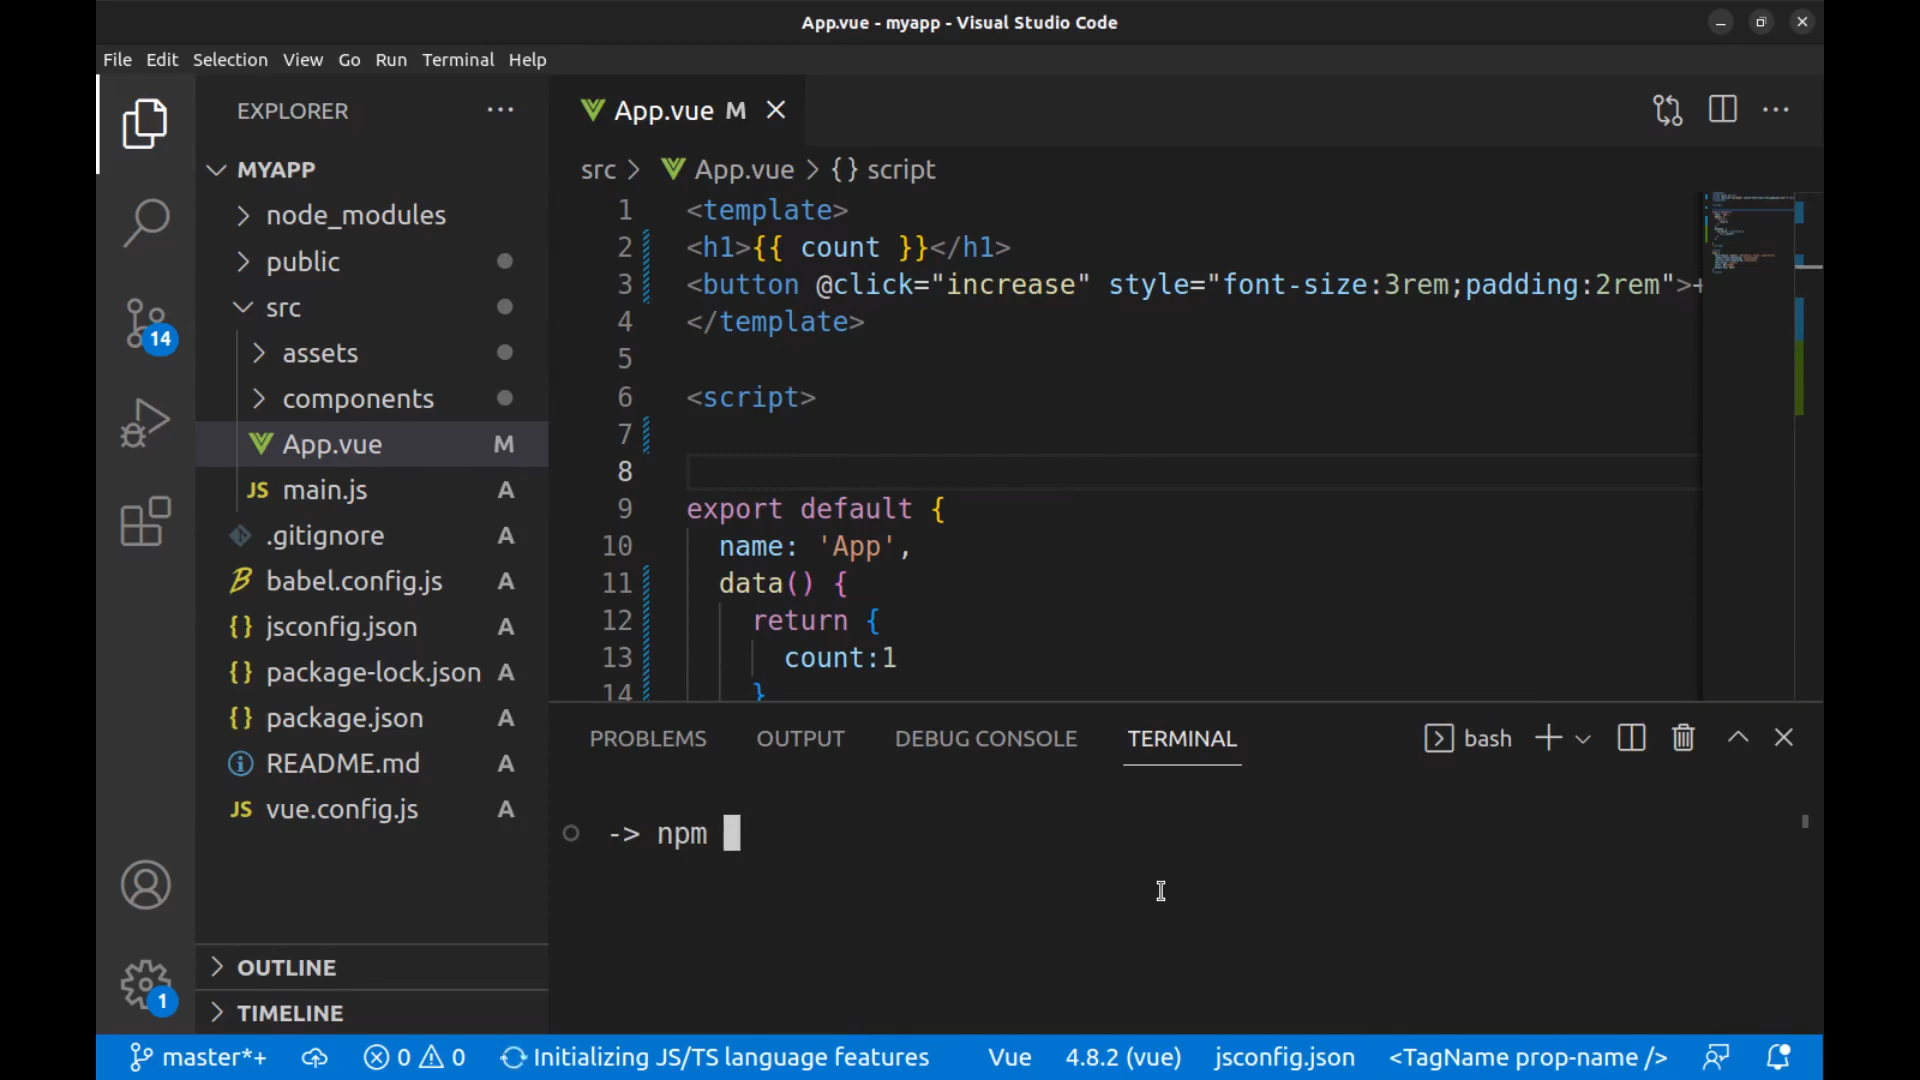 App.vue - myapp - Visual Studio Code
File Edit Selection View Go Run Terminal Help
EXPLORER
MYAPP
node_modules
public
src
assets
components
App.vue M
JS main.js A
.gitignore A
babel.config.js A
{} jsconfig.json A
{} package-lock.json A
{} package.json A
README.md A
JS vue.config.js A
OUTLINE
TIMELINE
14
1
App.vue M
src > App.vue > {} script
1 <template>
2 <h1>{{ count }}</h1>
3 <button @click="increase" style="font-size:3rem;padding:2rem">+
4 </template>
5
6 <script>
7
8
9 export default {
10 name: 'App',
11 data() {
12 return {
13 count:1
14 }
PROBLEMS OUTPUT DEBUG CONSOLE TERMINAL bash
-> npm
master*+ 0 0 Initializing JS/TS language features Vue 4.8.2 (vue) jsconfig.json <TagName prop-name />